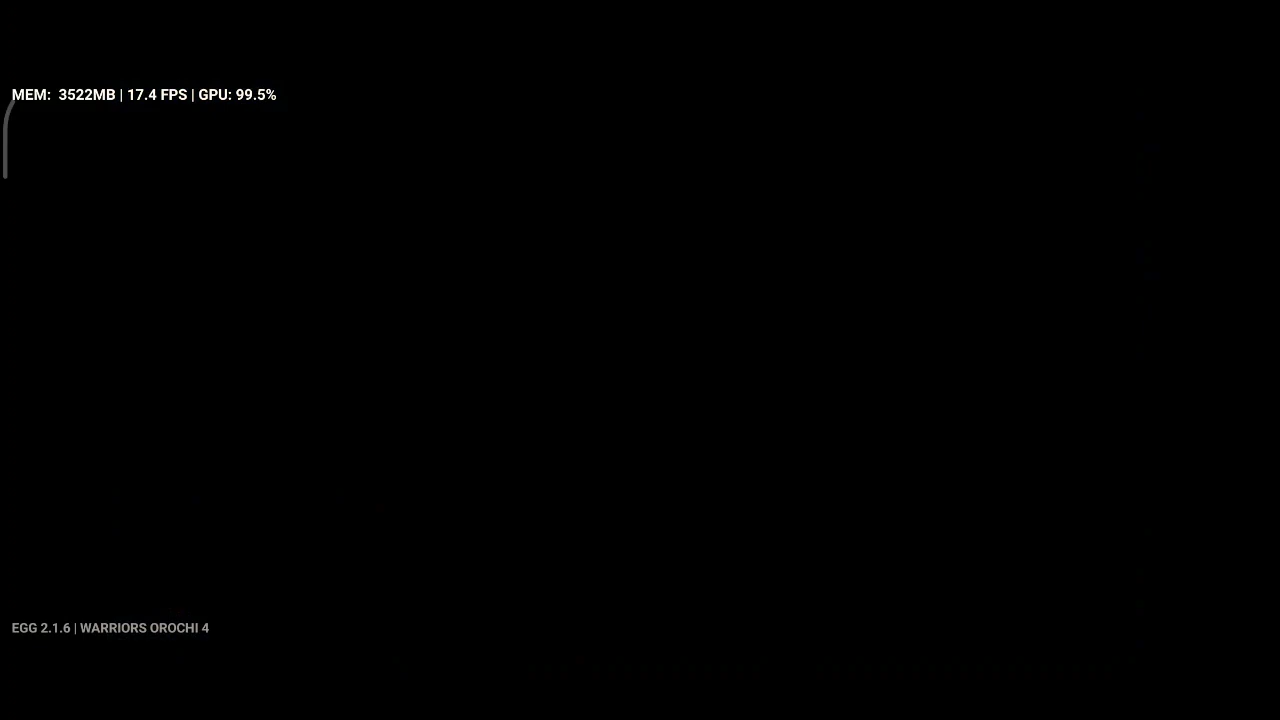 MEM: 3522MB | 17.4 FPS | GPU: 99.5%
EGG 2.1.6 | WARRIORS OROCHI 4